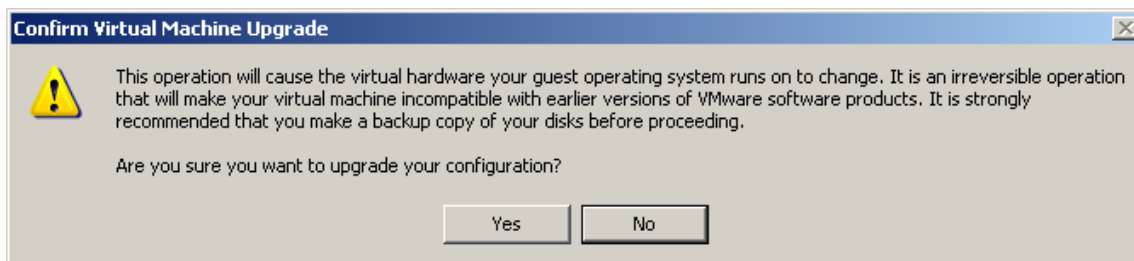 Confirm Virtual Machine Upgrade
This operation will cause the virtual hardware your guest operating system runs on to change. It is an irreversible operation
that will make your virtual machine incompatible with earlier versions of VMware software products. It is strongly
recommended that you make a backup copy of your disks before proceeding.
Are you sure you want to upgrade your configuration?
Yes
No